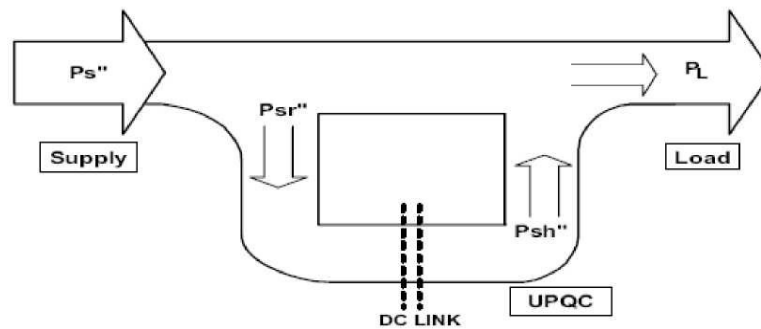 Ps"
PL
Psr"
Supply
Load
Psh"
UPQC
DC LINK